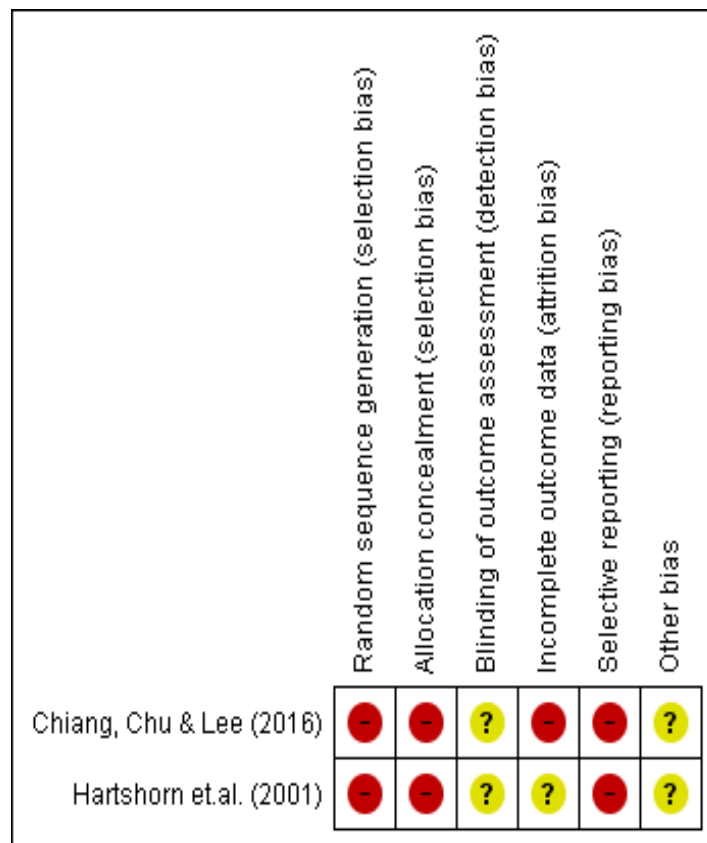 Random sequence generation (selection bias)
Allocation concealment (selection bias)
Blinding of outcome assessment (detection bias)
Incomplete outcome data (attrition bias)
Selective reporting (reporting bias)
Other bias
Chiang, Chu & Lee (2016) - - ? - - ?
Hartshorn et.al. (2001) - - ? ? - ?